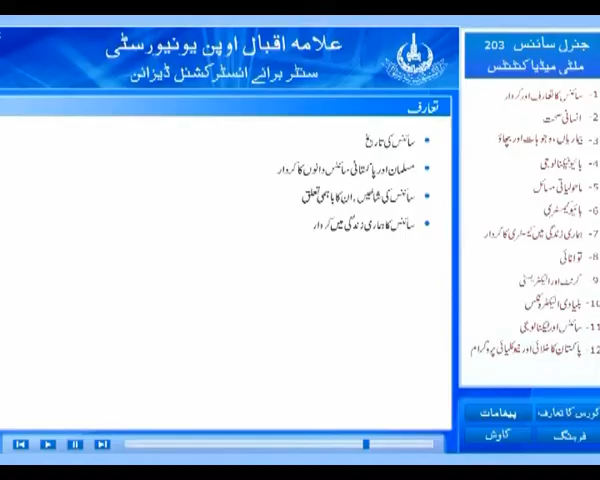 علامہ اقبال اوپن یونیورسٹی
سنٹر برائے انسٹرکشنل ڈیزائن
تعارف
سائنس کی تاریخ
مسلمان اور پاکستانی سائنس دانوں کا کردار
سائنس کی شاخیں، ان کا باہمی تعلق
سائنس کا ہماری زندگی میں کردار
جنرل سائنس 203
ملٹی میڈیا کنٹنٹس
1- سائنس کا تعارف اور کردار
2- انسانی صحت
3- بیماریاں، وجوہات اور بچاؤ
4- بائیوٹیکنالوجی
5- ماحولیاتی مسائل
6- بائیوکیمسٹری
7- ہماری زندگی میں کیمسٹری کا کردار
8- توانائی
9- کرنٹ اور الیکٹریسٹی
10- بنیادی الیکٹرونکس
11- سائنس اور ٹیکنالوجی
12- پاکستان کا خلائی اور نیوکلیائی پروگرام
کورس کا تعارف
پیغامات
فرہنگ
کاوش